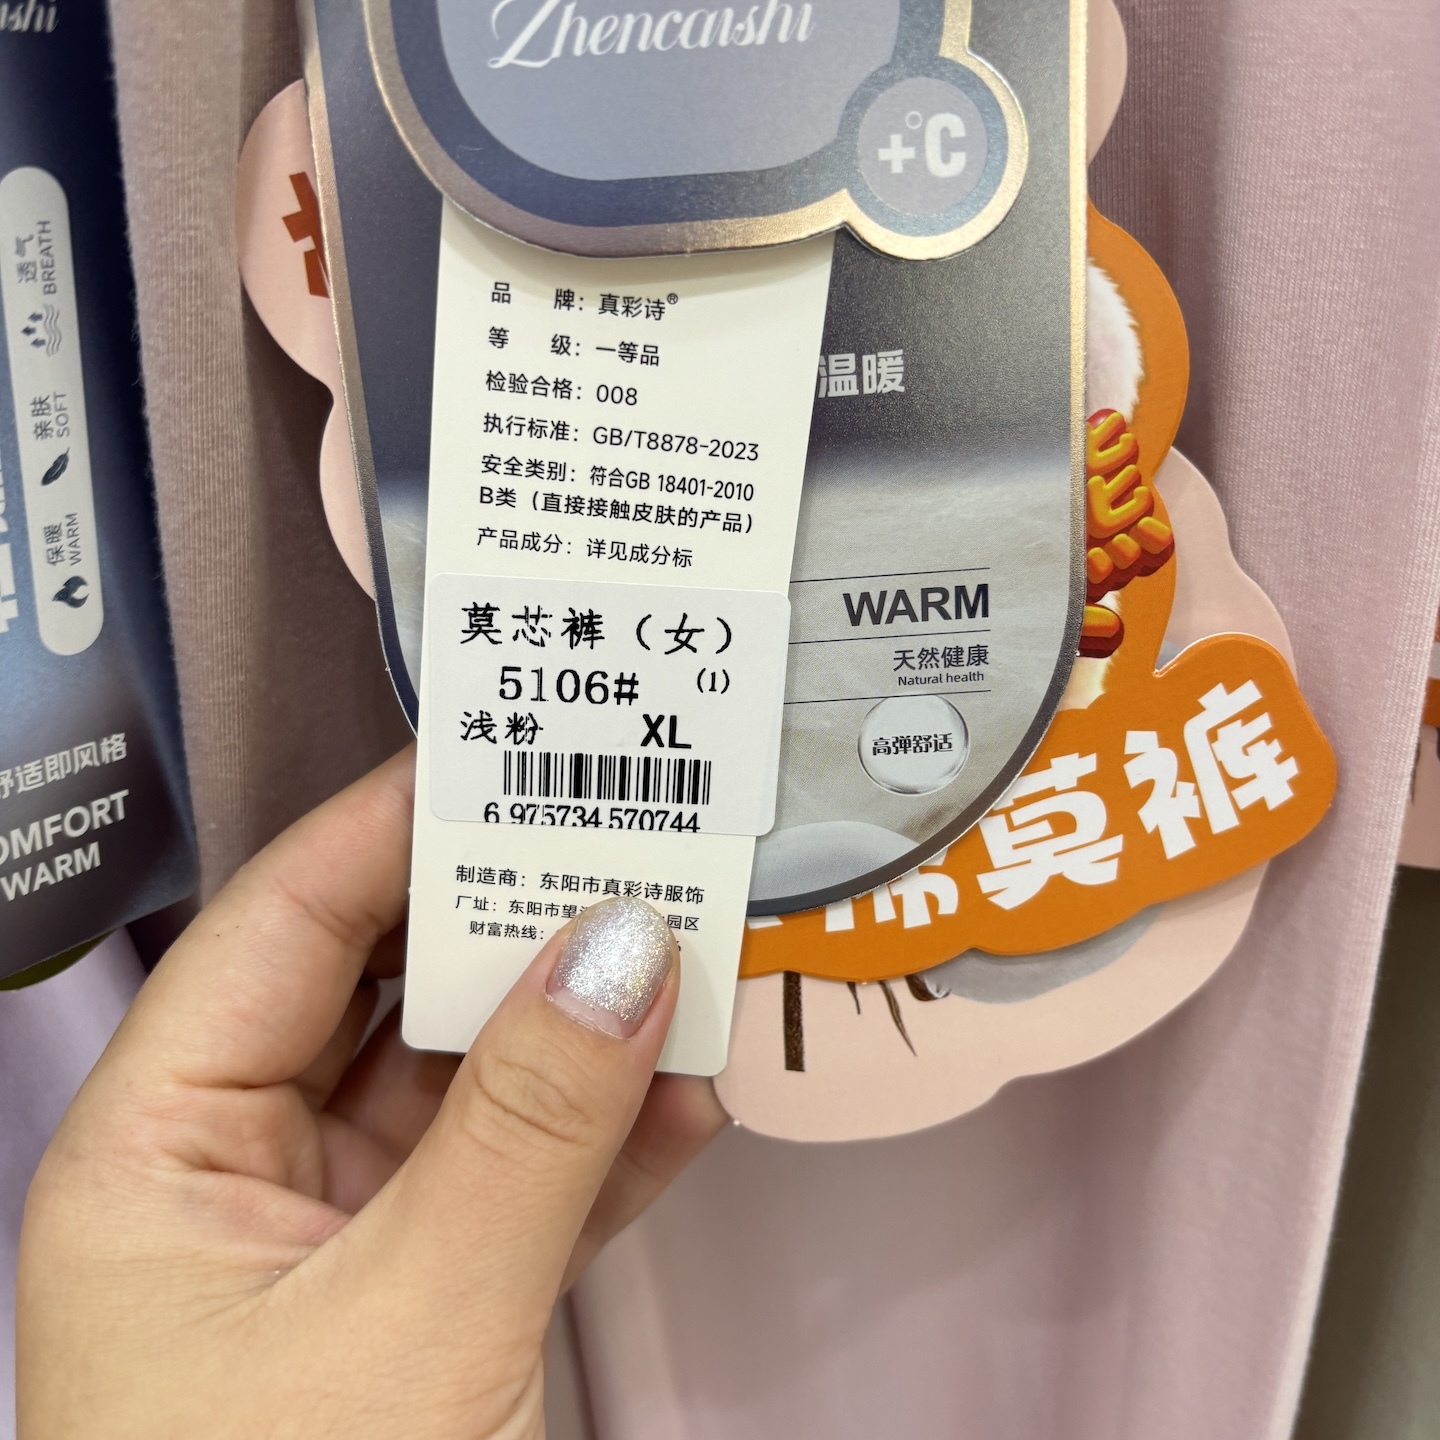 Zhencaishi
+°C
品 牌：真彩诗®
等 级：一等品
检验合格：008
执行标准：GB/T8878-2023
安全类别：符合GB 18401-2010
B类（直接接触皮肤的产品）
产品成分：详见成分标
莫芯裤（女）
5106# (1)
浅粉 XL
6 975734 570744
制造商：东阳市真彩诗服饰
厂址：东阳市望 园区
财富热线：
温暖
WARM
天然健康
Natural health
高弹舒适
莫裤
透气
BREATH
亲肤
SOFT
保暖
WARM
舒适即风格
COMFORT
WARM